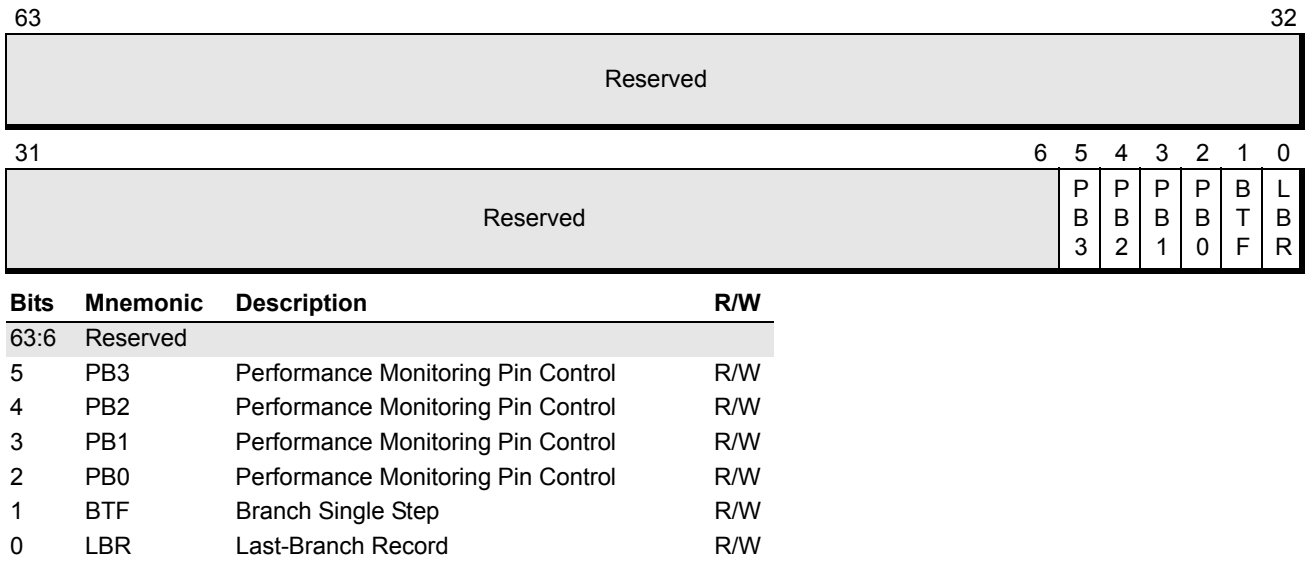 63 32
Reserved
31 6 5 4 3 2 1 0
Reserved
P P P P B L
B B B B T B
3 2 1 0 F R
Bits Mnemonic Description R/W
63:6 Reserved
5 PB3 Performance Monitoring Pin Control R/W
4 PB2 Performance Monitoring Pin Control R/W
3 PB1 Performance Monitoring Pin Control R/W
2 PB0 Performance Monitoring Pin Control R/W
1 BTF Branch Single Step R/W
0 LBR Last-Branch Record R/W